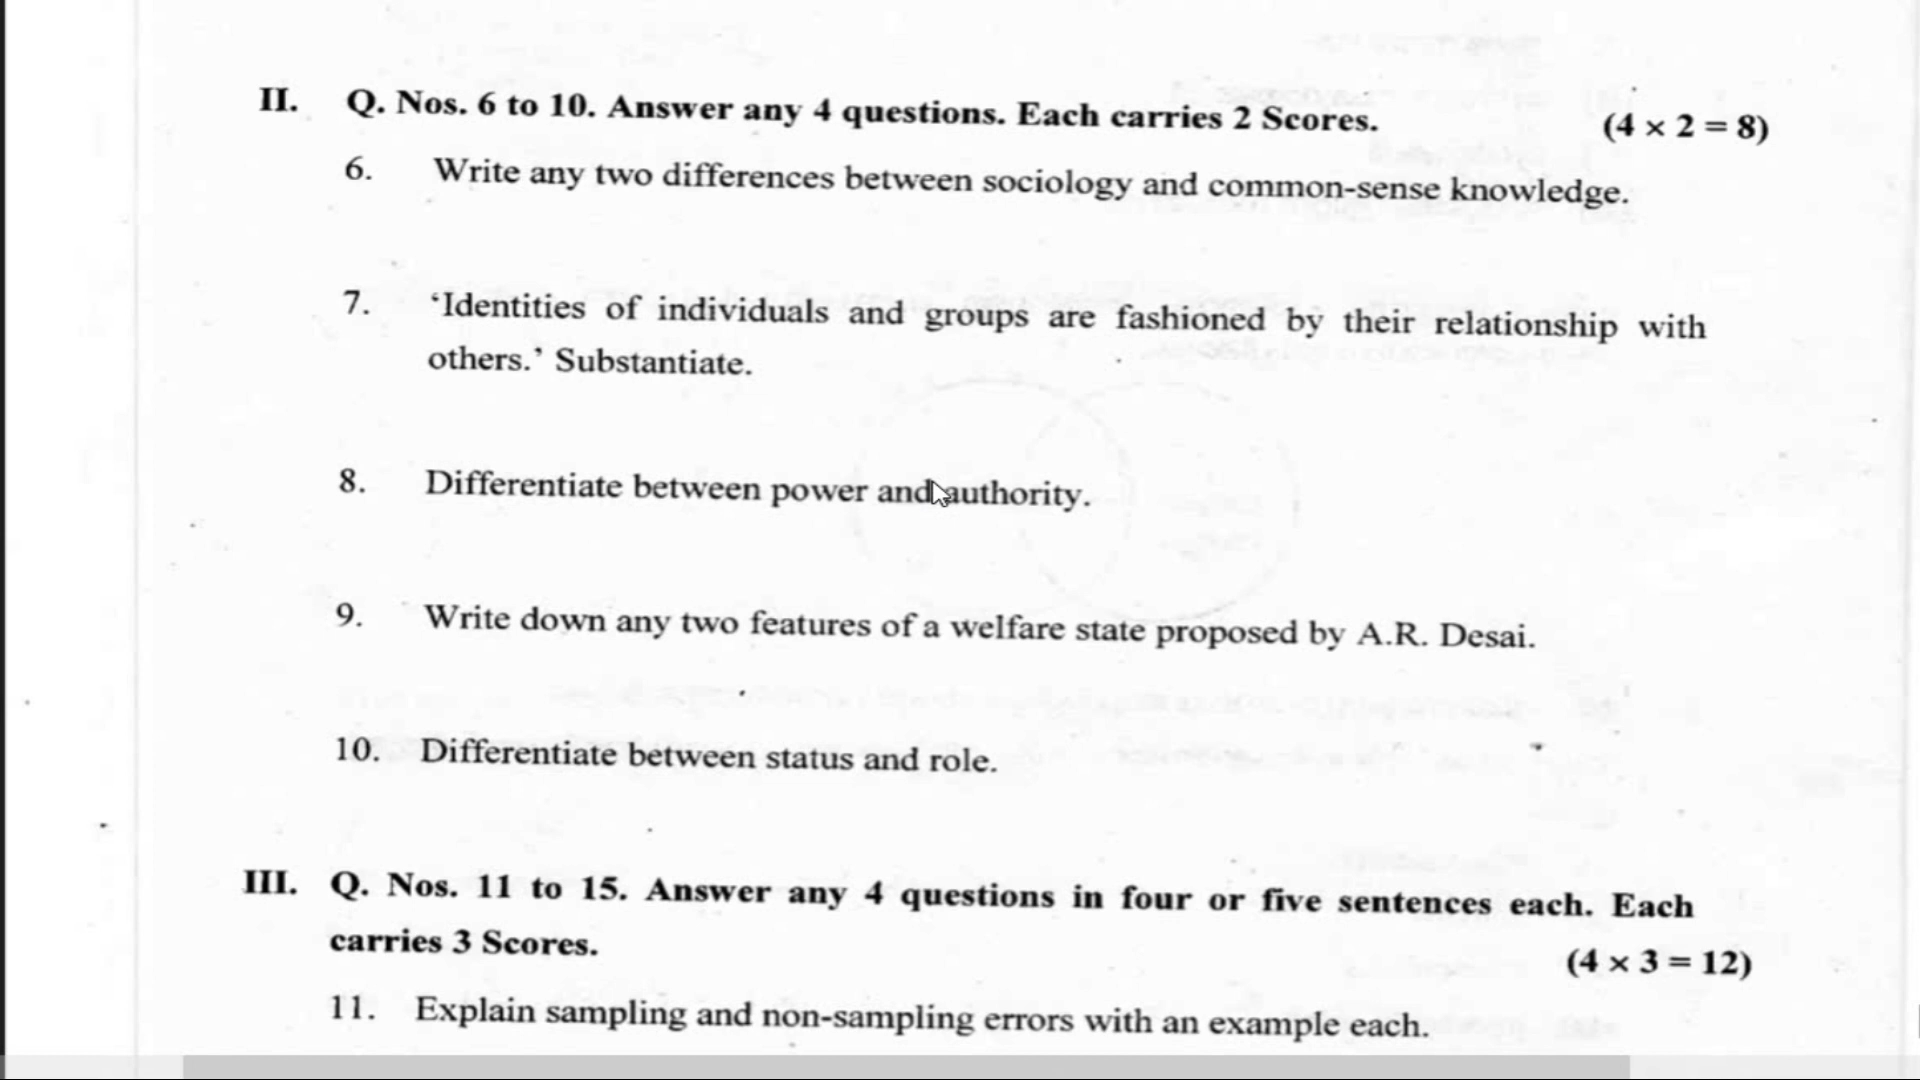 II. Q. Nos. 6 to 10. Answer any 4 questions. Each carries 2 Scores. (4 × 2 = 8)
6. Write any two differences between sociology and common-sense knowledge.
7. ‘Identities of individuals and groups are fashioned by their relationship with
others.’ Substantiate.
8. Differentiate between power and authority.
9. Write down any two features of a welfare state proposed by A.R. Desai.
10. Differentiate between status and role.
III. Q. Nos. 11 to 15. Answer any 4 questions in four or five sentences each. Each
carries 3 Scores. (4 × 3 = 12)
11. Explain sampling and non-sampling errors with an example each.